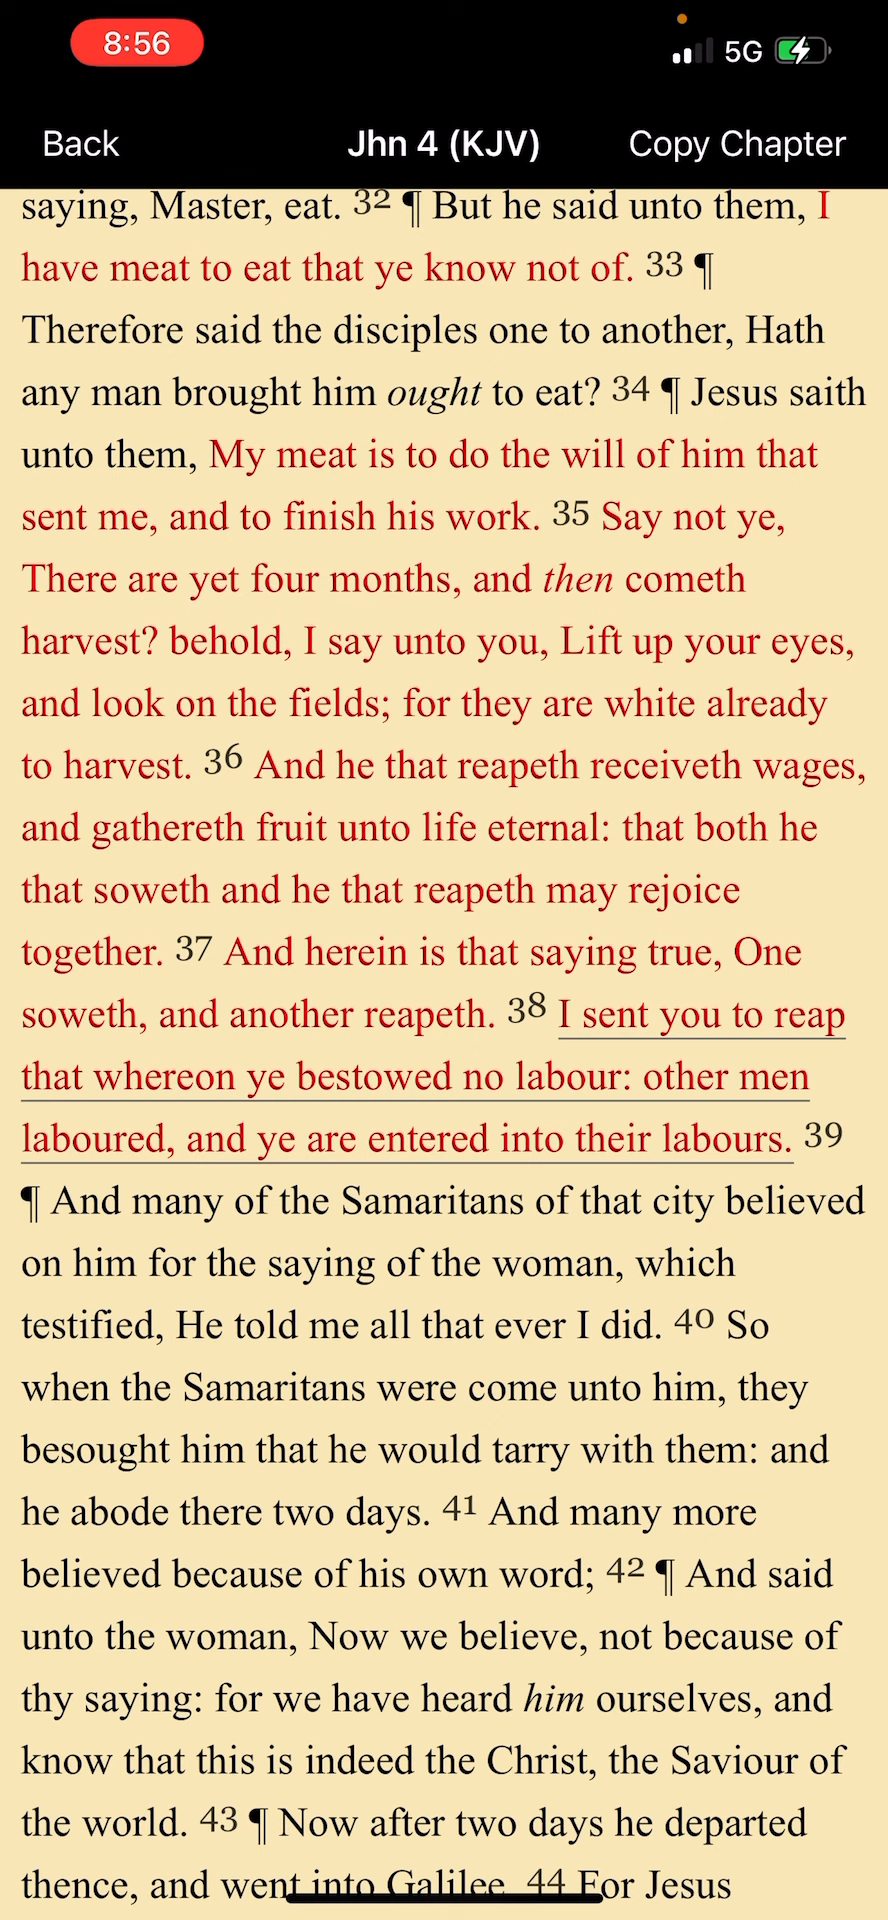 8:56
5G
Back Jhn 4 (KJV) Copy Chapter
saying, Master, eat. 32 ¶ But he said unto them, I
have meat to eat that ye know not of. 33 ¶
Therefore said the disciples one to another, Hath
any man brought him ought to eat? 34 ¶ Jesus saith
unto them, My meat is to do the will of him that
sent me, and to finish his work. 35 Say not ye,
There are yet four months, and then cometh
harvest? behold, I say unto you, Lift up your eyes,
and look on the fields; for they are white already
to harvest. 36 And he that reapeth receiveth wages,
and gathereth fruit unto life eternal: that both he
that soweth and he that reapeth may rejoice
together. 37 And herein is that saying true, One
soweth, and another reapeth. 38 I sent you to reap
that whereon ye bestowed no labour: other men
laboured, and ye are entered into their labours. 39
¶ And many of the Samaritans of that city believed
on him for the saying of the woman, which
testified, He told me all that ever I did. 40 So
when the Samaritans were come unto him, they
besought him that he would tarry with them: and
he abode there two days. 41 And many more
believed because of his own word; 42 ¶ And said
unto the woman, Now we believe, not because of
thy saying: for we have heard him ourselves, and
know that this is indeed the Christ, the Saviour of
the world. 43 ¶ Now after two days he departed
thence, and went into Galilee. 44 For Jesus